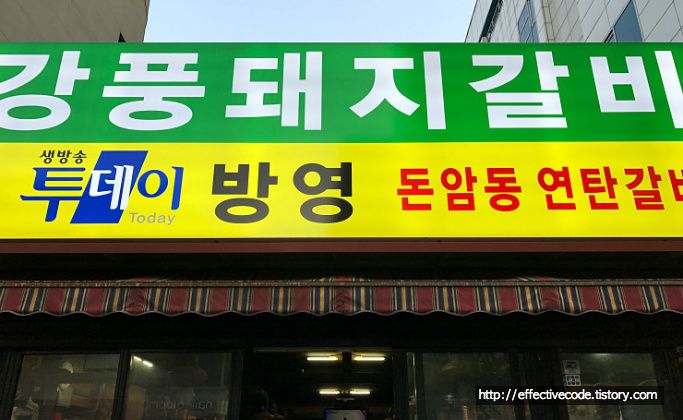 강풍돼지갈비
생방송
투데이 방영 돈암동 연탄갈비
Today
http://effectivecode.tistory.com